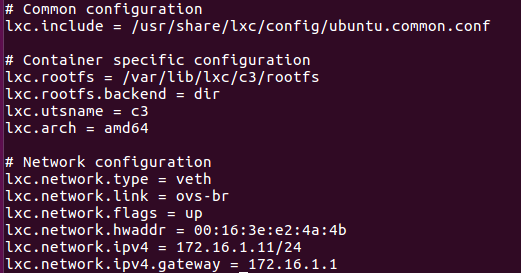 # Common configuration
lxc.include = /usr/share/lxc/config/ubuntu.common.conf
# Container specific configuration
lxc.rootfs = /var/lib/lxc/c3/rootfs
lxc.rootfs.backend = dir
lxc.utsname = c3
lxc.arch = amd64
# Network configuration
lxc.network.type = veth
lxc.network.link = ovs-br
lxc.network.flags = up
lxc.network.hwaddr = 00:16:3e:e2:4a:4b
lxc.network.ipv4 = 172.16.1.11/24
lxc.network.ipv4.gateway = 172.16.1.1